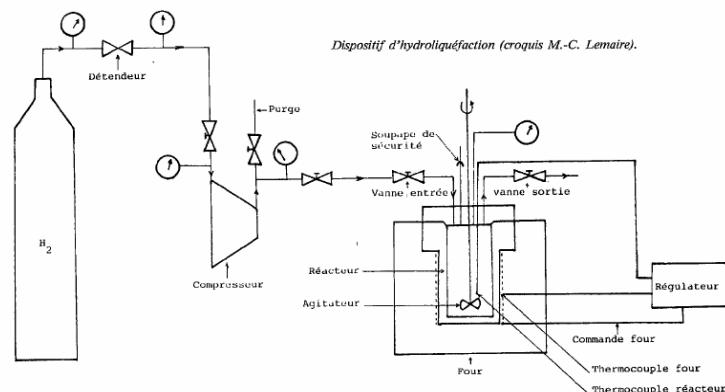 Dispositif d'hydroliquéfaction (croquis M.-C. Lemaire).
Détendeur
Purge
Soupape de
sécurité
Vanne entrée
vanne sortie
H2
Compresseur
Réacteur
Agitateur
Régulateur
Commande four
Four
Thermocouple four
Thermocouple réacteur